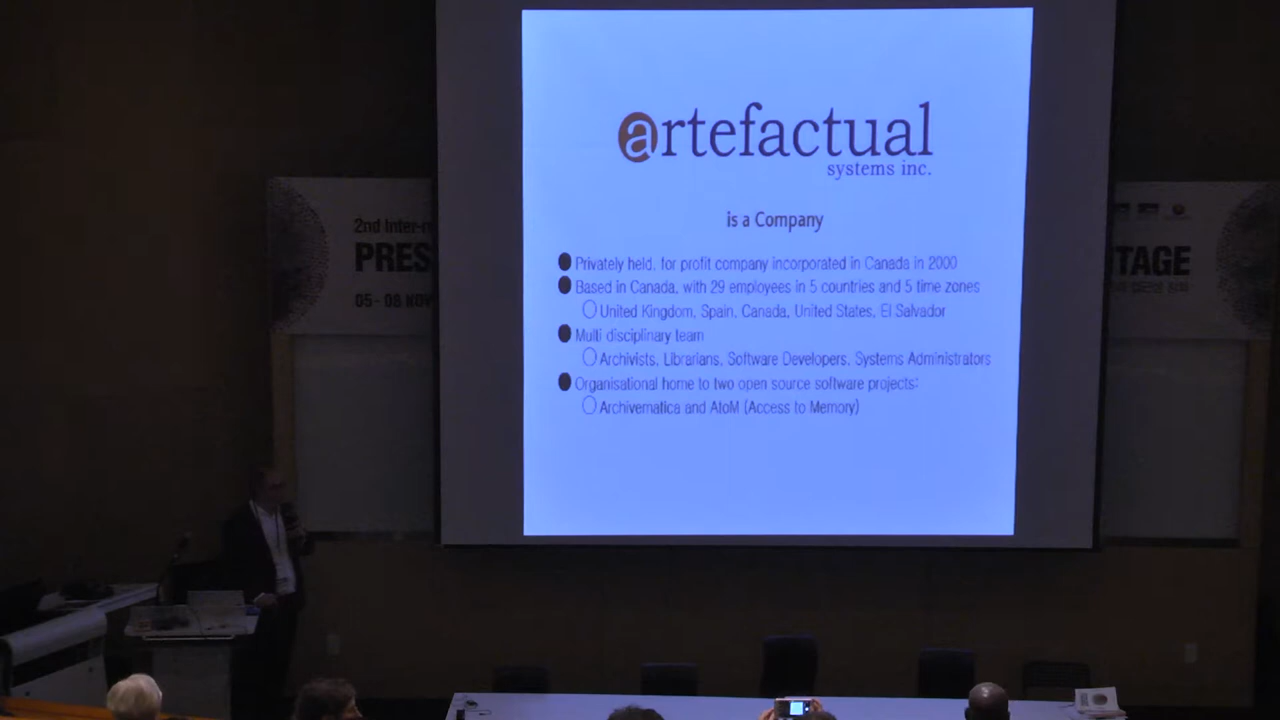 artefactual
systems inc.
is a Company
Privately held, for profit company incorporated in Canada in 2000
Based in Canada, with 29 employees in 5 countries and 5 time zones
United Kingdom, Spain, Canada, United States, El Salvador
Multi disciplinary team
Archivists, Librarians, Software Developers, Systems Administrators
Organisational home to two open source software projects:
Archivematica and AtoM (Access to Memory)
2nd Inter-
PRES
05-08 NOV
TAGE